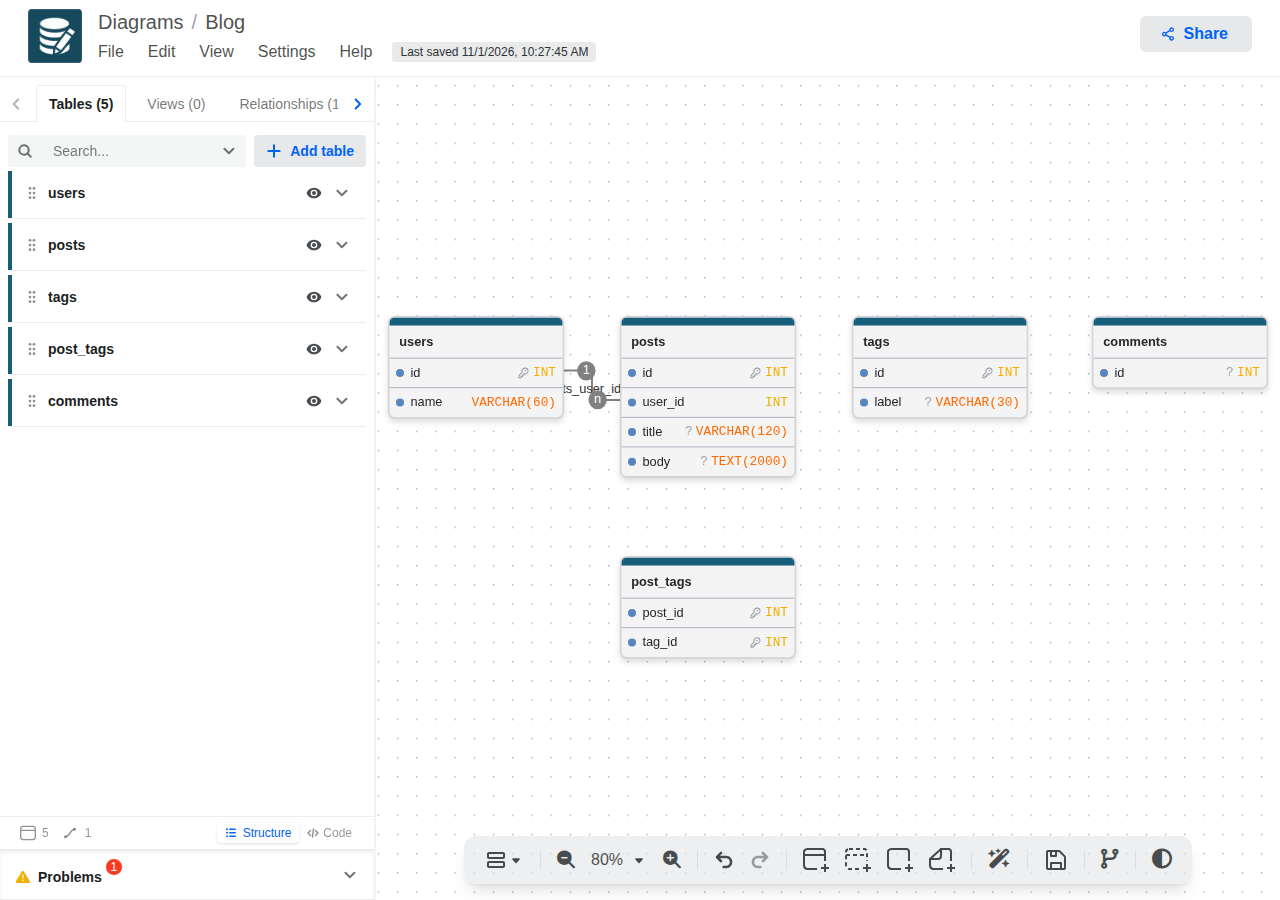 Diagrams / Blog
File Edit View Settings Help Last saved 11/1/2026, 10:27:45 AM
Share
Tables (5) Views (0) Relationships (1
Search... Add table
users
posts
tags
post_tags
comments
5 1 Structure Code
Problems 1
users
id INT
name VARCHAR(60)
1
ts_user_id
n
posts
id INT
user_id INT
title ? VARCHAR(120)
body ? TEXT(2000)
tags
id INT
label ? VARCHAR(30)
comments
id ? INT
post_tags
post_id INT
tag_id INT
80%